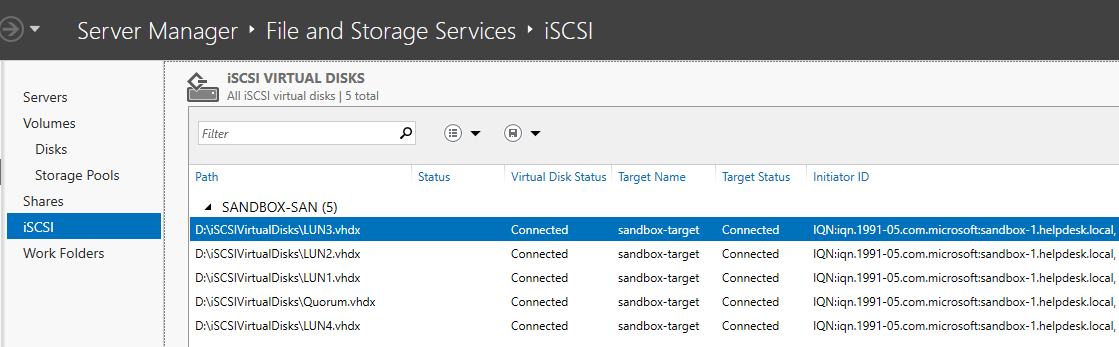 Server Manager ‣ File and Storage Services ‣ iSCSI
Servers
Volumes
Disks
Storage Pools
Shares
iSCSI
Work Folders
iSCSI VIRTUAL DISKS
All iSCSI virtual disks | 5 total
Filter
Path Status Virtual Disk Status Target Name Target Status Initiator ID
SANDBOX-SAN (5)
D:\iSCSIVirtualDisks\LUN3.vhdx Connected sandbox-target Connected IQN:iqn.1991-05.com.microsoft:sandbox-1.helpdesk.local,
D:\iSCSIVirtualDisks\LUN2.vhdx Connected sandbox-target Connected IQN:iqn.1991-05.com.microsoft:sandbox-1.helpdesk.local,
D:\iSCSIVirtualDisks\LUN1.vhdx Connected sandbox-target Connected IQN:iqn.1991-05.com.microsoft:sandbox-1.helpdesk.local,
D:\iSCSIVirtualDisks\Quorum.vhdx Connected sandbox-target Connected IQN:iqn.1991-05.com.microsoft:sandbox-1.helpdesk.local,
D:\iSCSIVirtualDisks\LUN4.vhdx Connected sandbox-target Connected IQN:iqn.1991-05.com.microsoft:sandbox-1.helpdesk.local,